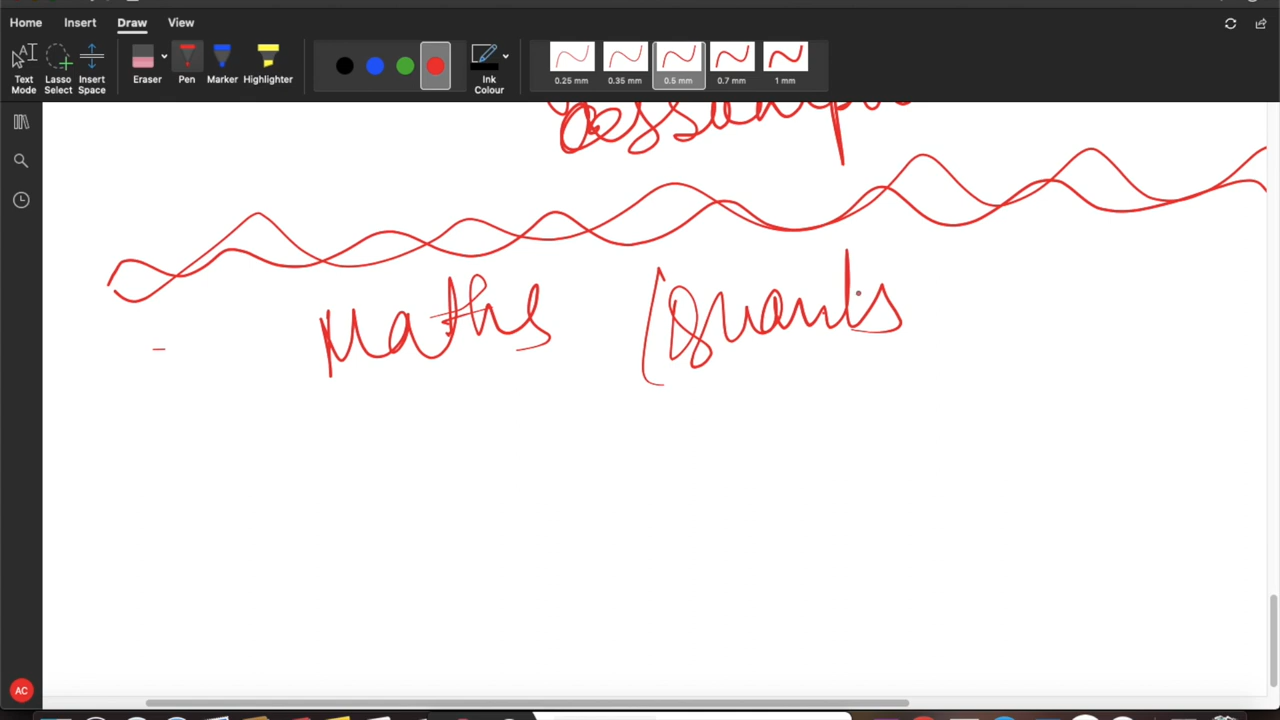 Home Insert Draw View
Text Mode Lasso Select Insert Space Eraser Pen Marker Highlighter Ink Colour 0.25 mm 0.35 mm 0.5 mm 0.7 mm 1 mm
Maths (Quants
AC